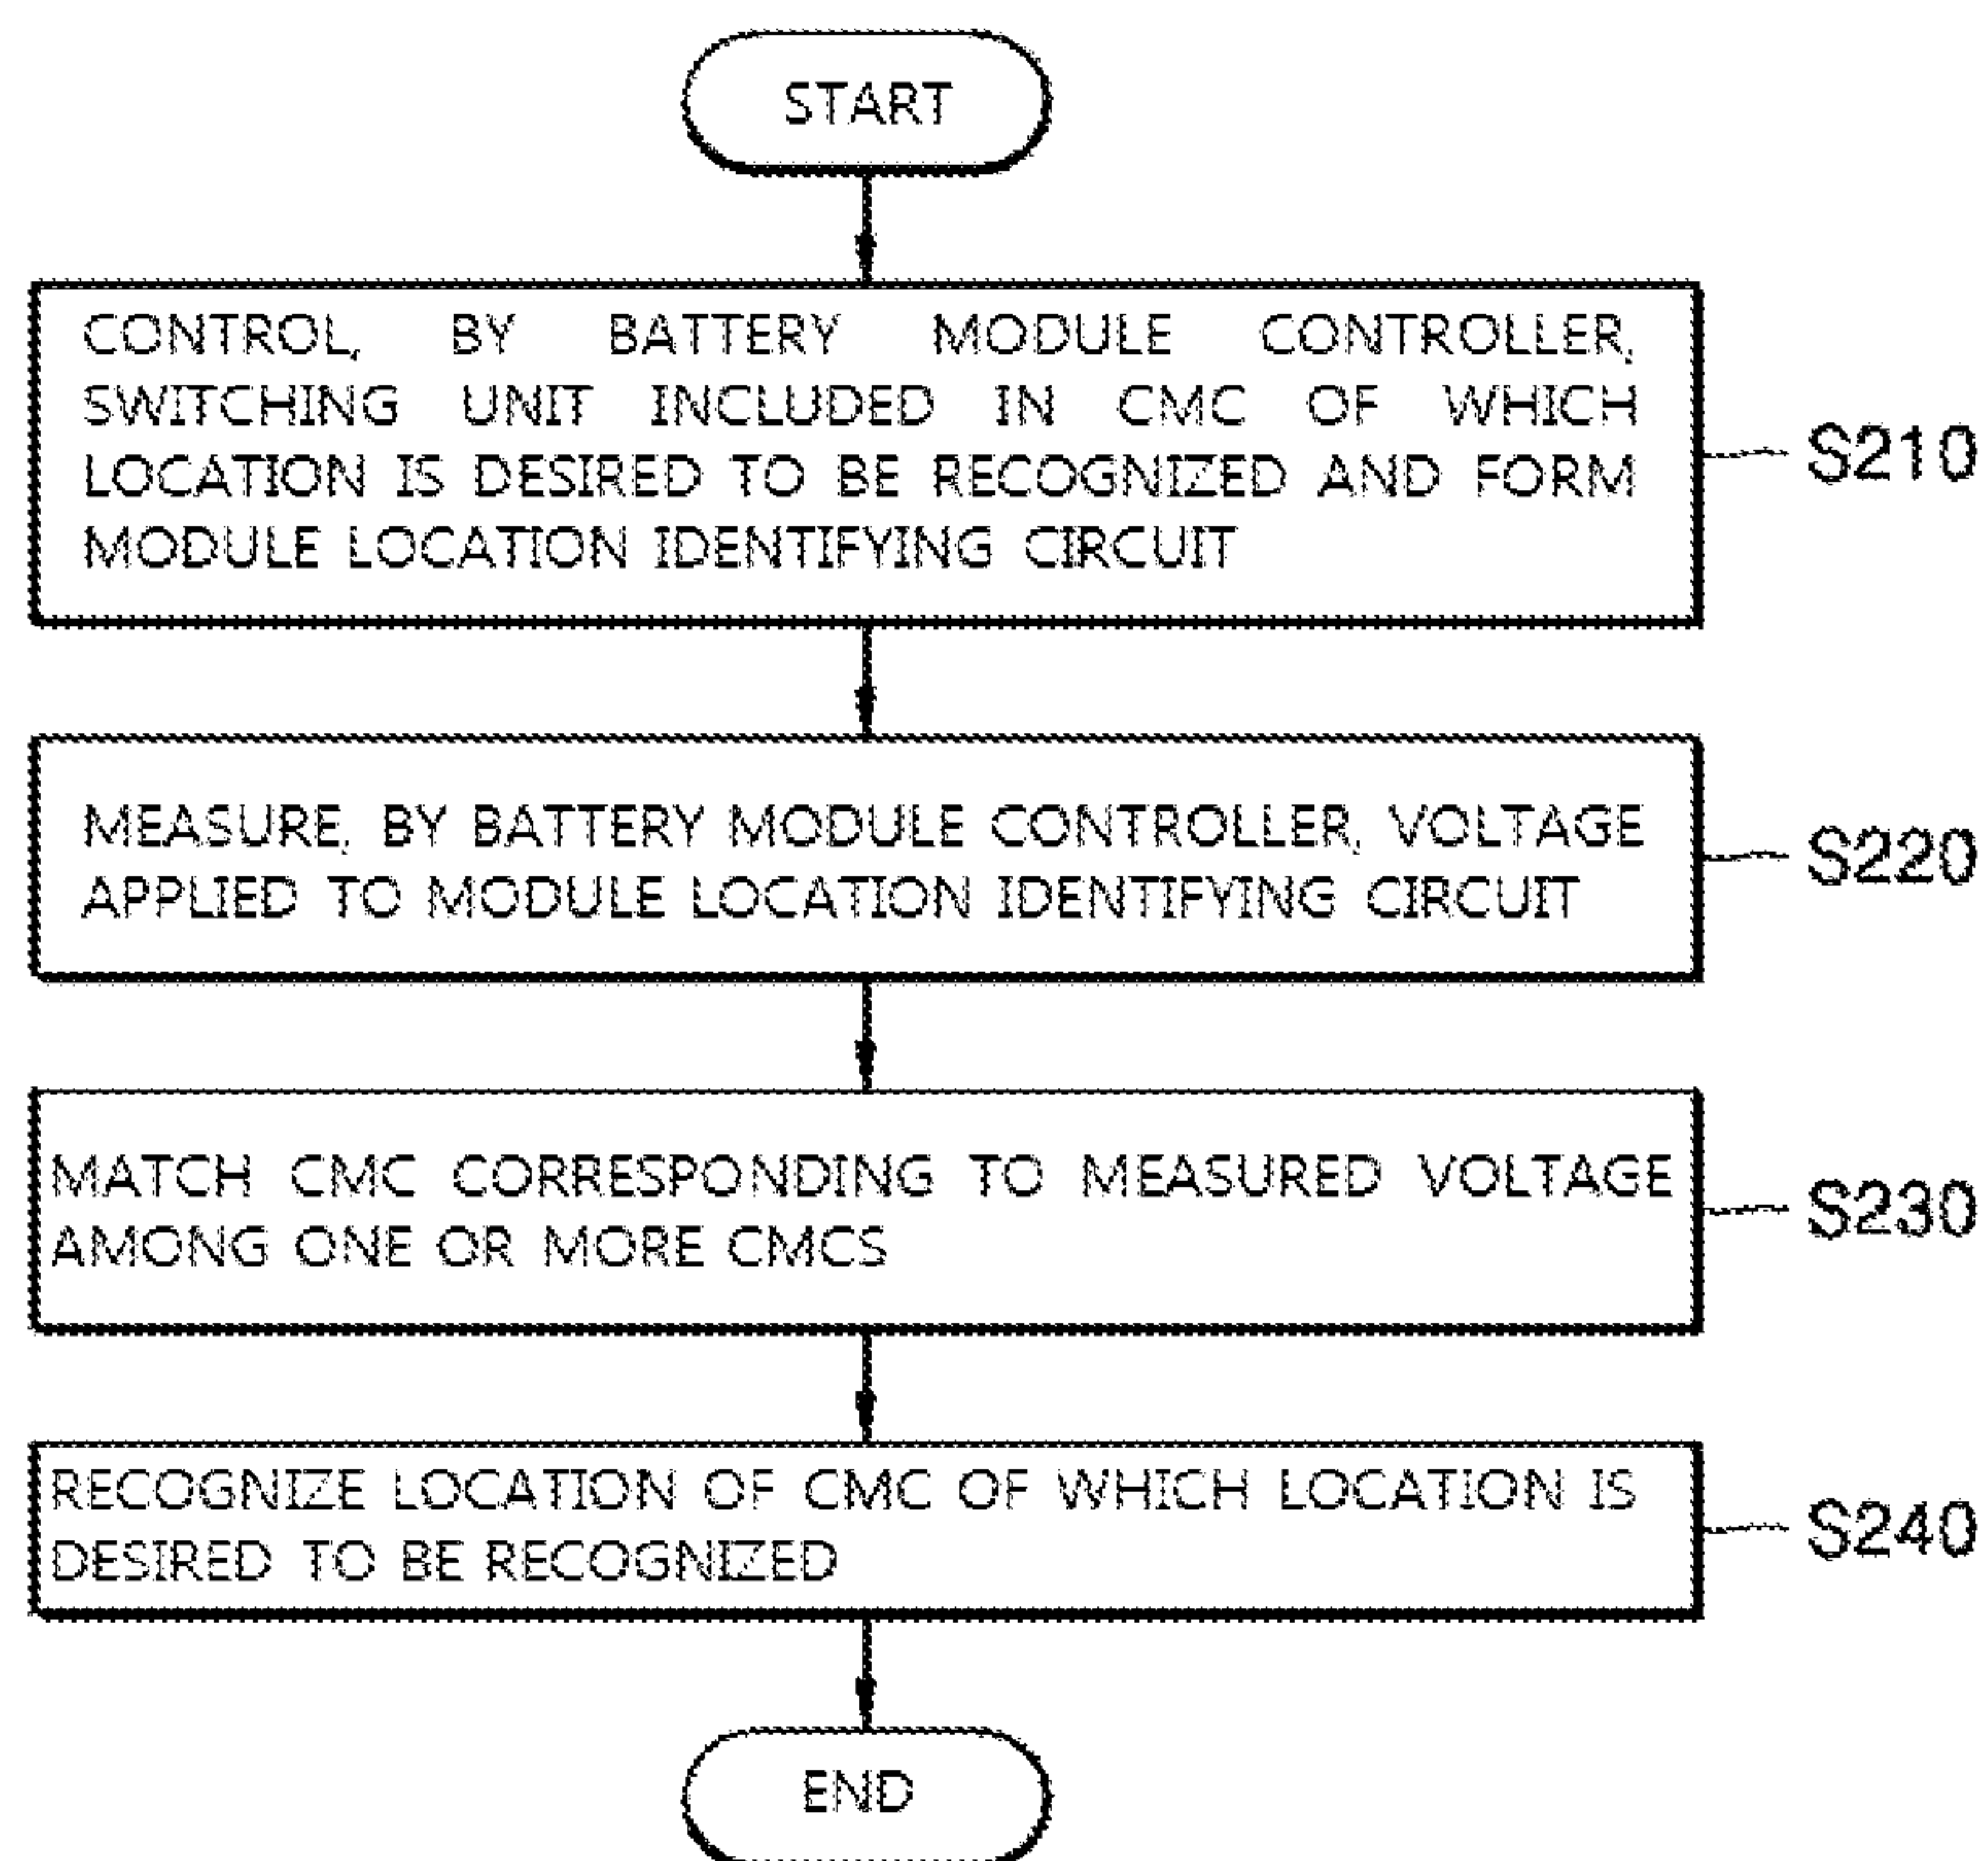 START
CONTROL, BY BATTERY MODULE CONTROLLER,
SWITCHING UNIT INCLUDED IN CMC OF WHICH
LOCATION IS DESIRED TO BE RECOGNIZED AND FORM
MODULE LOCATION IDENTIFYING CIRCUIT
S210
MEASURE, BY BATTERY MODULE CONTROLLER, VOLTAGE
APPLIED TO MODULE LOCATION IDENTIFYING CIRCUIT
S220
MATCH CMC CORRESPONDING TO MEASURED VOLTAGE
AMONG ONE OR MORE CMCS
S230
RECOGNIZE LOCATION OF CMC OF WHICH LOCATION IS
DESIRED TO BE RECOGNIZED
S240
END